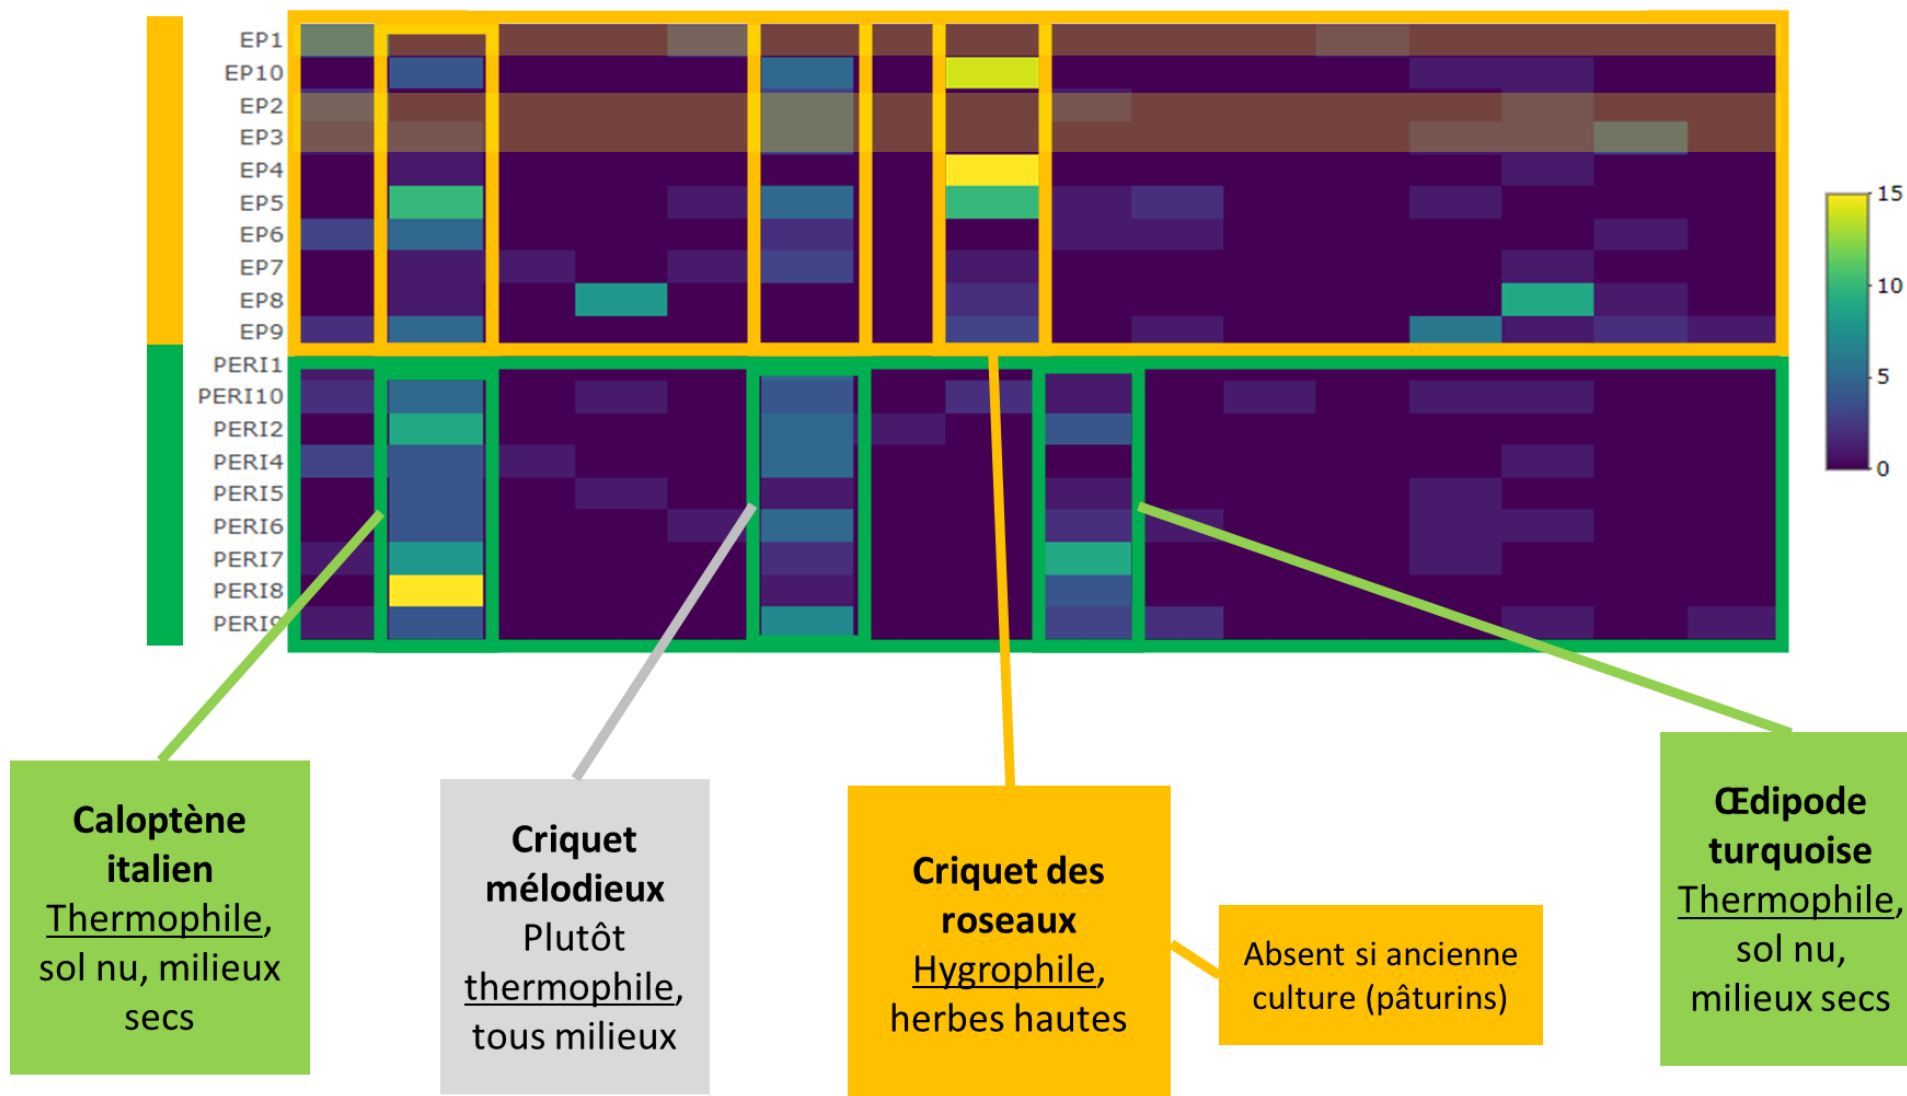 EP1
EP10
EP2
EP3
EP4
EP5
EP6
EP7
EP8
EP9
PERI1
PERI10
PERI2
PERI4
PERI5
PERI6
PERI7
PERI8
PERI9
15
10
5
0
Caloptène
italien
Thermophile,
sol nu, milieux
secs
Criquet
mélodieux
Plutôt
thermophile,
tous milieux
Criquet des
roseaux
Hygrophile,
herbes hautes
Absent si ancienne
culture (pâturins)
Œdipode
turquoise
Thermophile,
sol nu,
milieux secs